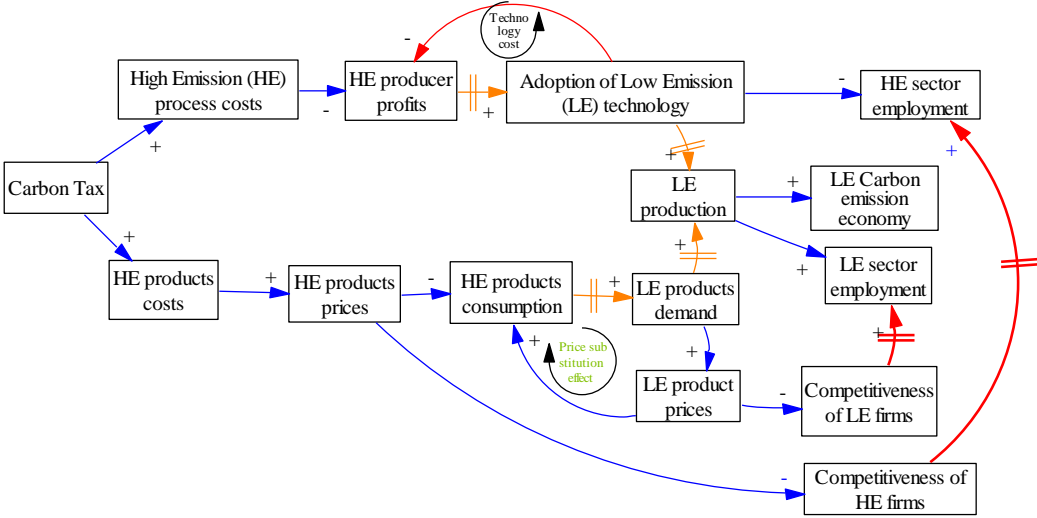 Techno
logy
cost
-
High Emission (HE)
process costs
-
HE producer
profits
+
Adoption of Low Emission
(LE) technology
-
HE sector
employment
+
+
+
Carbon Tax
LE
production
+
LE Carbon
emission
economy
+
HE products
costs
+
HE products
prices
-
HE products
consumption
+
LE products
demand
+
+
LE sector
employment
+
+
Price sub
stitution
effect
+
LE product
prices
-
Competitiveness
of LE firms
-
Competitiveness of
HE firms